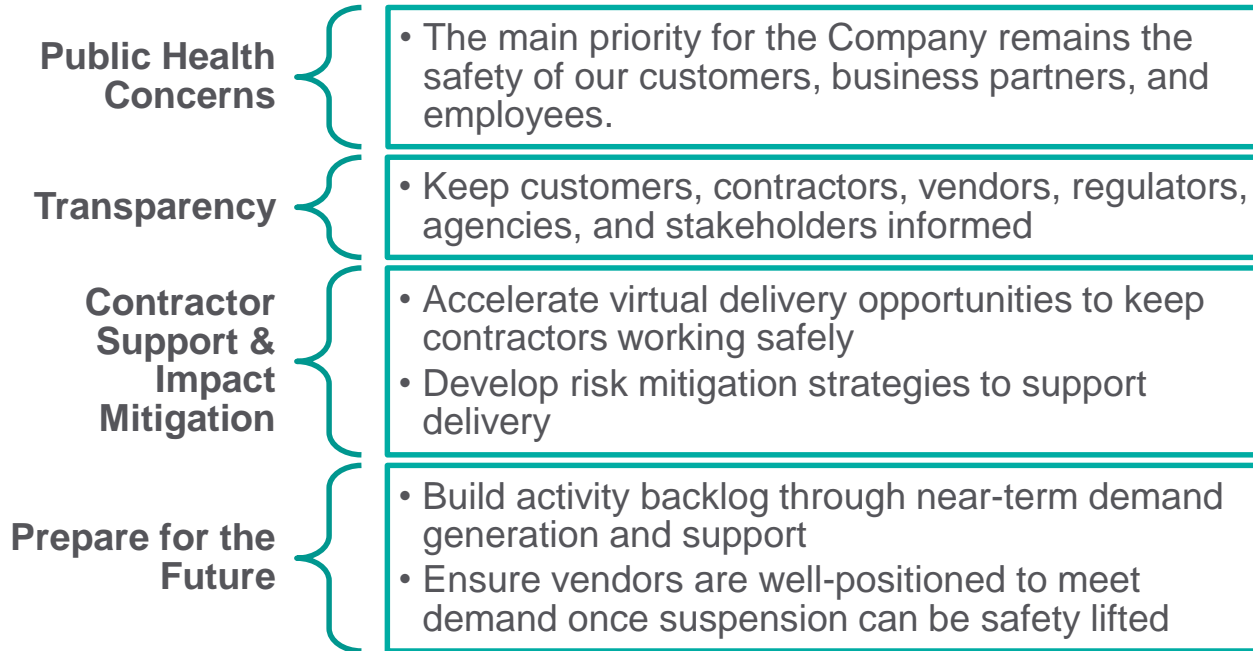 Public Health
Concerns
• The main priority for the Company remains the
safety of our customers, business partners, and
employees.
Transparency
• Keep customers, contractors, vendors, regulators,
agencies, and stakeholders informed
Contractor
Support &
Impact
Mitigation
• Accelerate virtual delivery opportunities to keep
contractors working safely
• Develop risk mitigation strategies to support
delivery
Prepare for the
Future
• Build activity backlog through near-term demand
generation and support
• Ensure vendors are well-positioned to meet
demand once suspension can be safety lifted